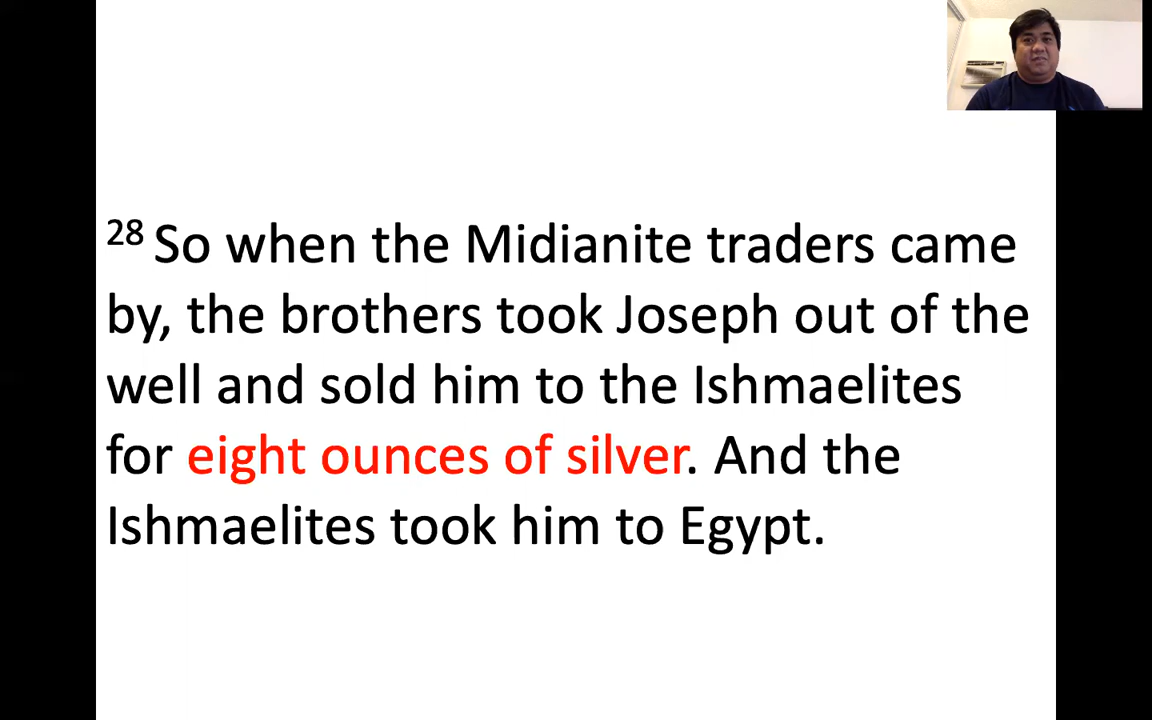 28 So when the Midianite traders came
by, the brothers took Joseph out of the
well and sold him to the Ishmaelites
for eight ounces of silver. And the
Ishmaelites took him to Egypt.